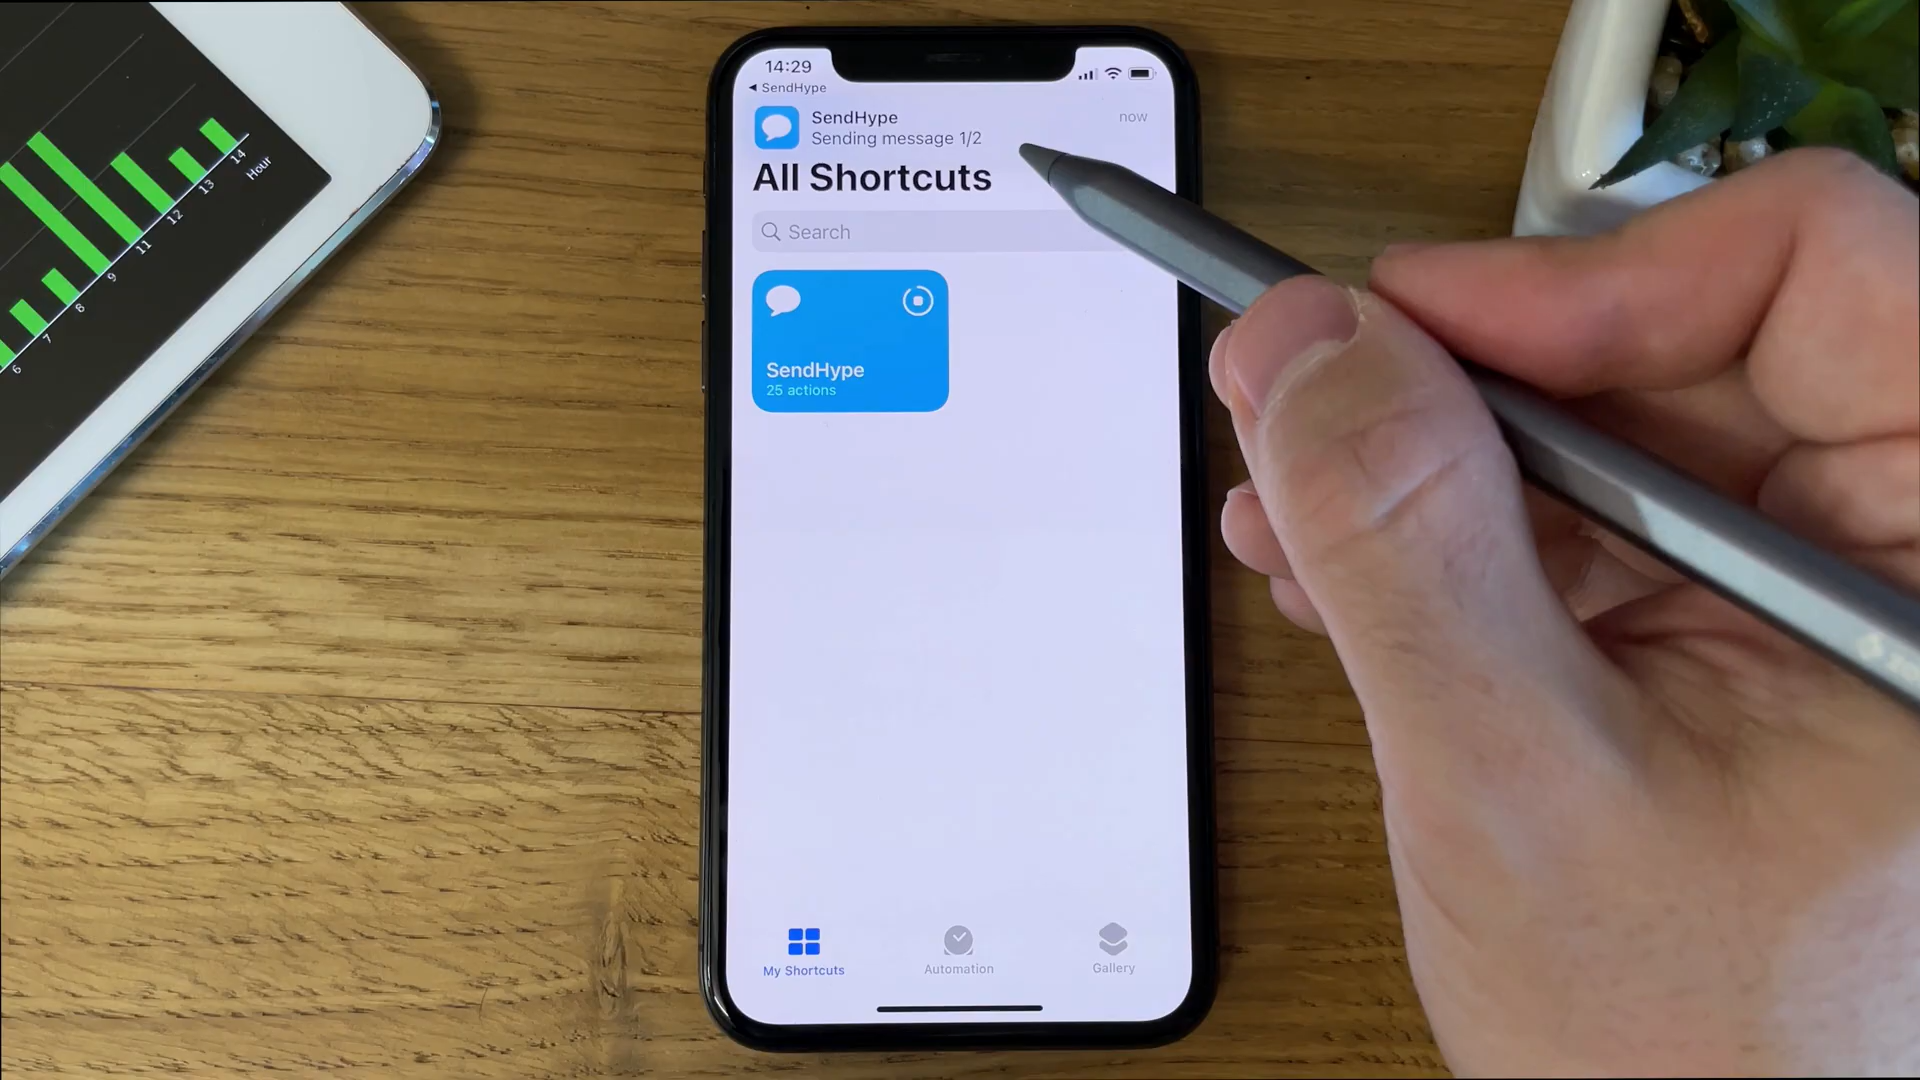 14:29
◀ SendHype
SendHype
now
Sending message 1/2
All Shortcuts
Search
SendHype
25 actions
My Shortcuts
Automation
Gallery
6
7
8
9
11
12
13
14
Hour